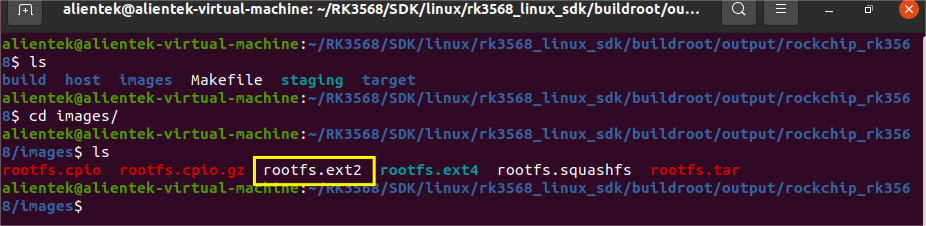 alientek@alientek-virtual-machine: ~/RK3568/SDK/linux/rk3568_linux_sdk/buildroot/ou...
alientek@alientek-virtual-machine:~/RK3568/SDK/linux/rk3568_linux_sdk/buildroot/output/rockchip_rk356
8$ ls
build host images Makefile staging target
alientek@alientek-virtual-machine:~/RK3568/SDK/linux/rk3568_linux_sdk/buildroot/output/rockchip_rk356
8$ cd images/
alientek@alientek-virtual-machine:~/RK3568/SDK/linux/rk3568_linux_sdk/buildroot/output/rockchip_rk356
8/images$ ls
rootfs.cpio rootfs.cpio.gz rootfs.ext2 rootfs.ext4 rootfs.squashfs rootfs.tar
alientek@alientek-virtual-machine:~/RK3568/SDK/linux/rk3568_linux_sdk/buildroot/output/rockchip_rk356
8/images$